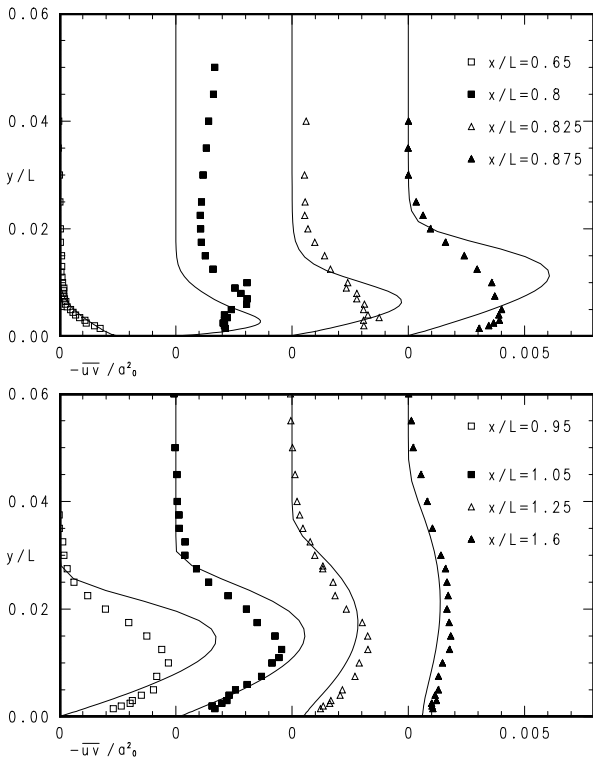 0.06
x/L=0.65
x/L=0.8
0.04
x/L=0.825
x/L=0.875
y/L
0.02
0.00
0 0 0 0 0.005
-uv/a²₀
0.06
x/L=0.95
x/L=1.05
0.04
x/L=1.25
x/L=1.6
y/L
0.02
0.00
0 0 0 0 0.005
-uv/a²₀